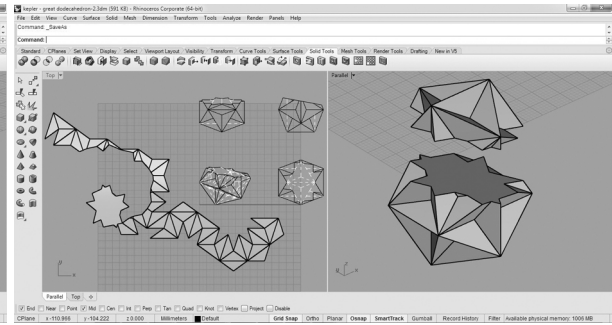 kepler - great dodecahedron-2.3dm (591 KB) - Rhinoceros Corporate (64-bit)
File Edit View Curve Surface Solid Mesh Dimension Transform Tools Analyze Render Panels Help
Command: _SaveAs
Command:
Standard CPlanes Set View Display Select Viewport Layout Visibility Transform Curve Tools Surface Tools Solid Tools Mesh Tools Render Tools Drafting New in V5
Top
Parallel
y
x
z
y
x
Parallel Top
End Near Point Mid Cen Int Perp Tan Quad Knot Vertex Project Disable
CPlane x -110.966 y -104.222 z 0.000 Millimeters Default Grid Snap Ortho Planar Osnap SmartTrack Gumball Record History Filter Available physical memory: 1006 MB